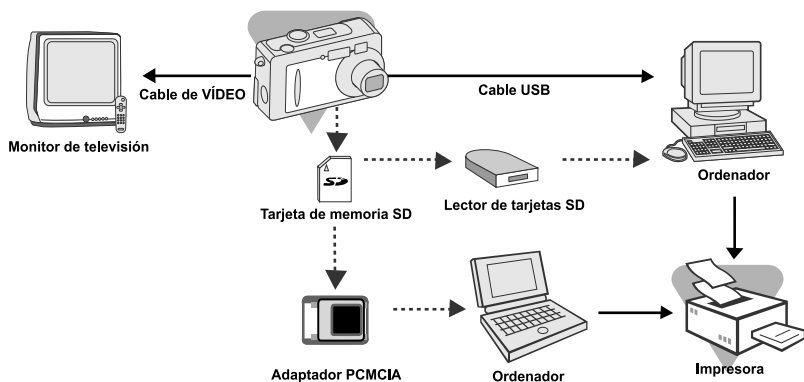 Cable de VÍDEO
Cable USB
Monitor de televisión
Ordenador
SD
Tarjeta de memoria SD
Lector de tarjetas SD
Adaptador PCMCIA
Ordenador
Impresora